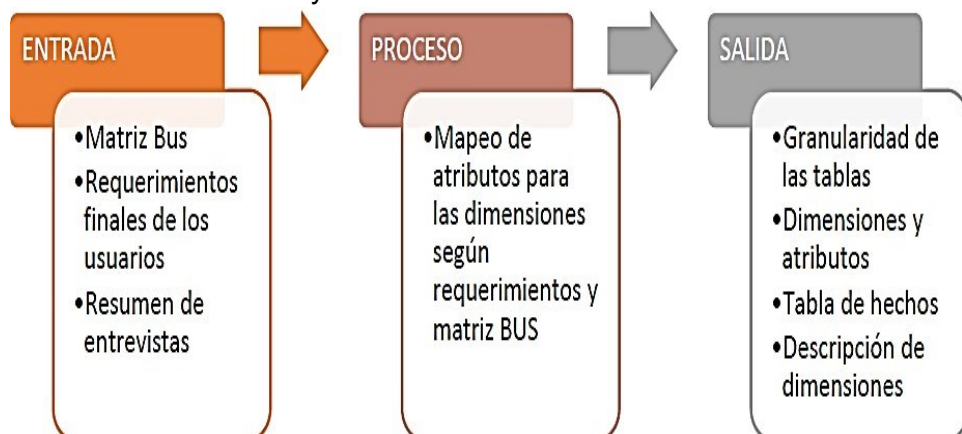 y
ENTRADA
•Matriz Bus
•Requerimientos
finales de los
usuarios
•Resumen de
entrevistas
PROCESO
•Mapeo de
atributos para
las dimensiones
según
requerimientos y
matriz BUS
SALIDA
•Granularidad de
las tablas
•Dimensiones y
atributos
•Tabla de hechos
•Descripción de
dimensiones